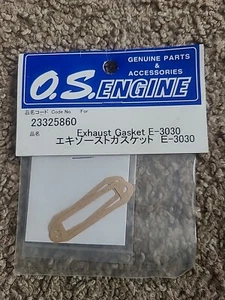 GENUINE PARTS
&
ACCESSORIES
O.S. ENGINE
品名コード Code No. For
23325860
品名 Exhaust Gasket E-3030
エキゾーストガスケット E-3030